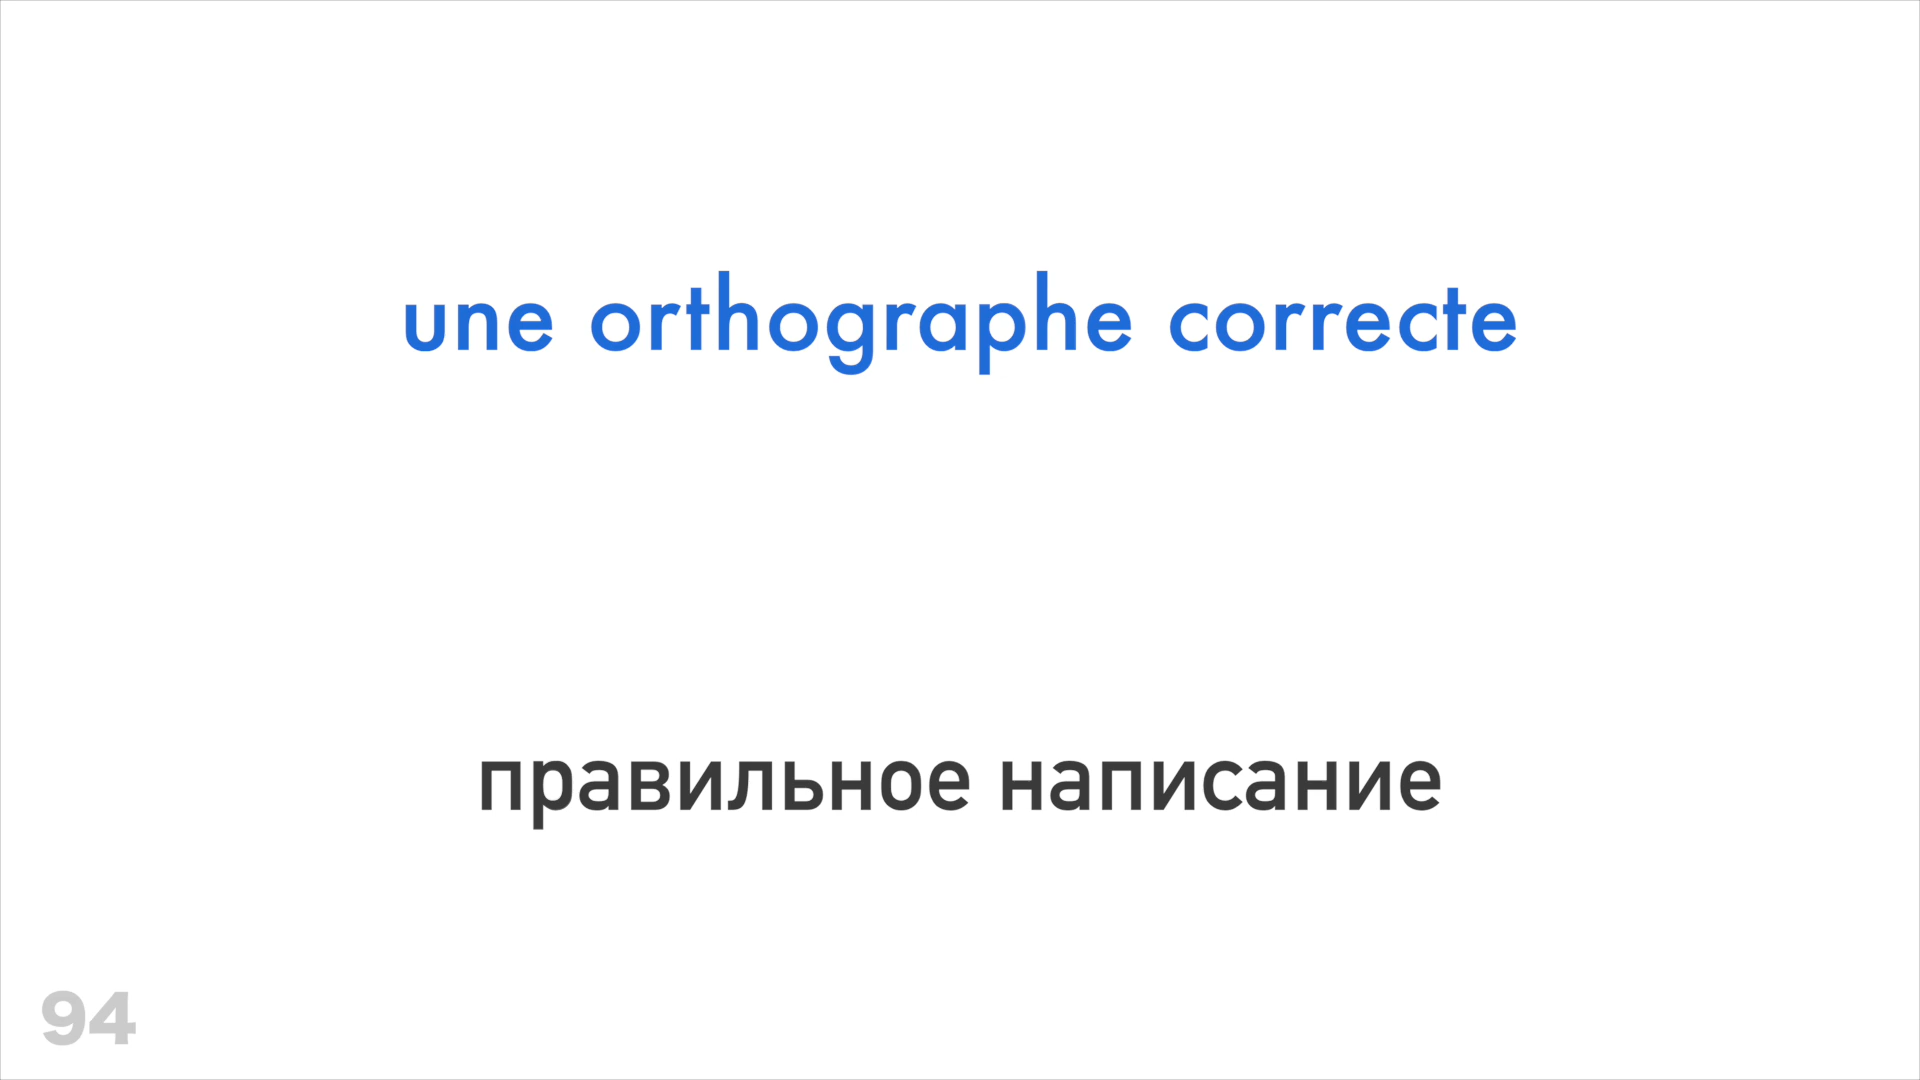 une orthographe correcte
правильное написание
94